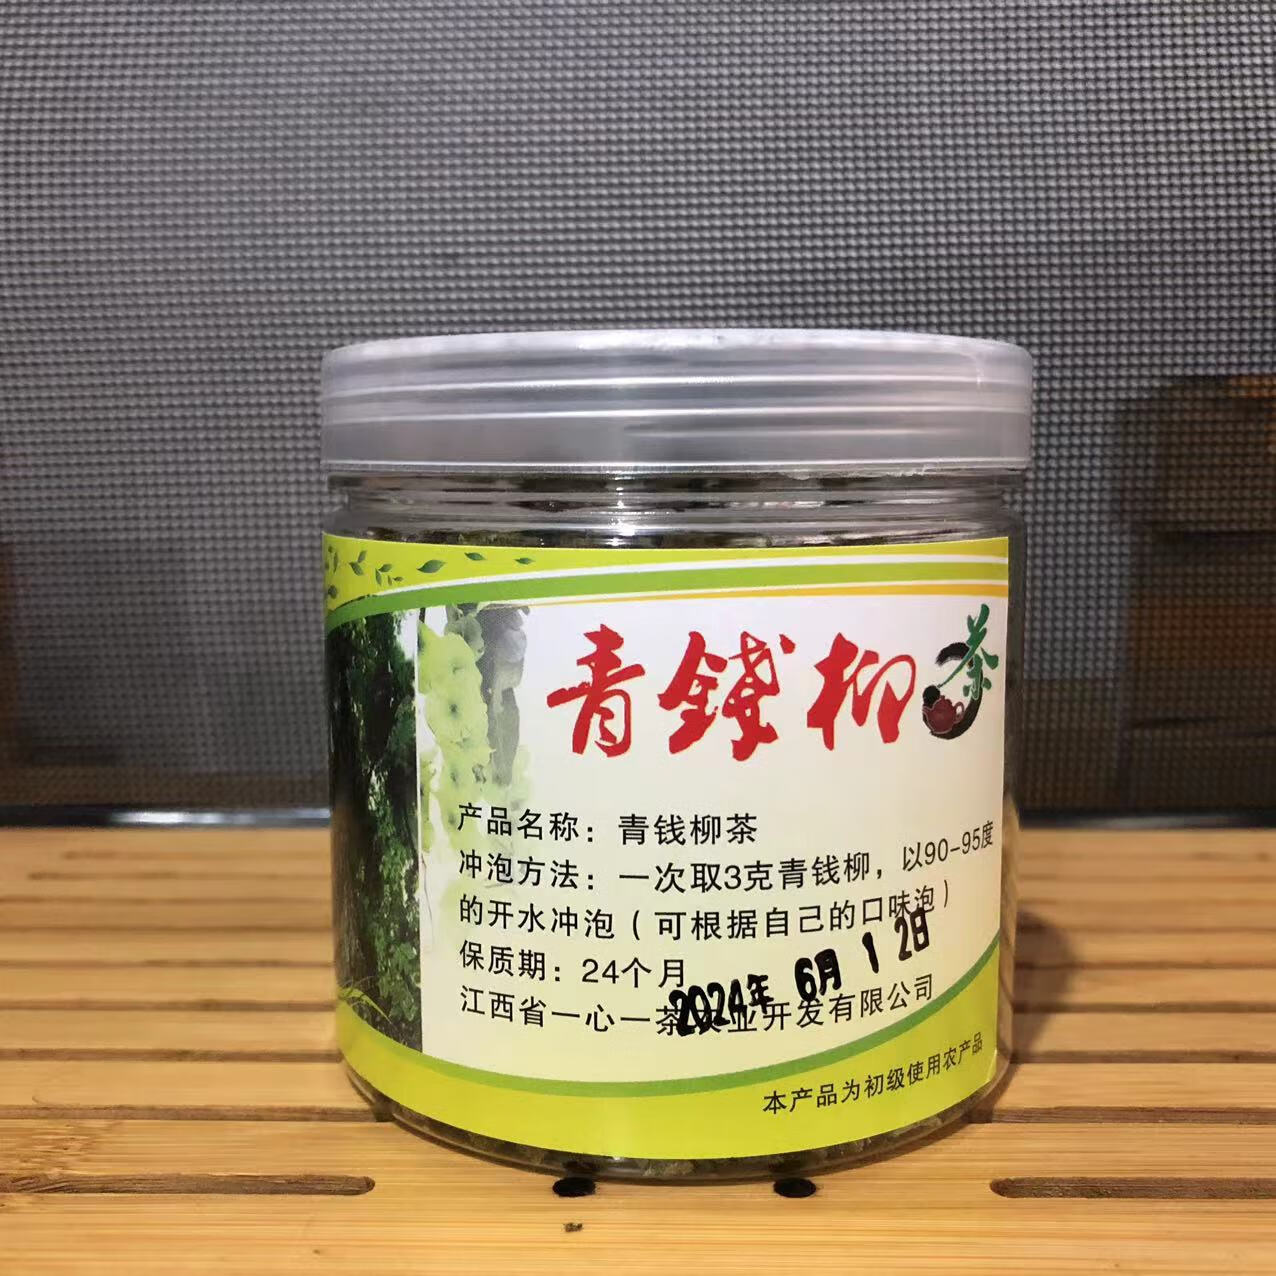 青錢柳茶
产品名称：青钱柳茶
冲泡方法：一次取3克青钱柳，以90-95度
的开水冲泡（可根据自己的口味泡）
保质期：24个月
2024年 6月 12日
江西省一心一茶农业开发有限公司
本产品为初级使用农产品